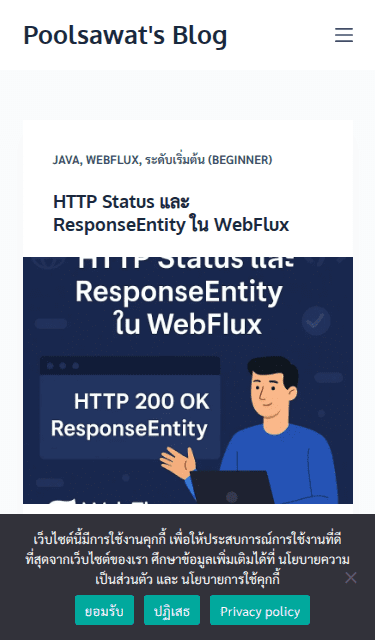 Poolsawat's Blog
JAVA, WEBFLUX, ระดับเริ่มต้น (BEGINNER)
HTTP Status และ
ResponseEntity ใน WebFlux
HTTP Status และ
ResponseEntity
ใน WebFlux
HTTP 200 OK
ResponseEntity
เว็บไซต์นี้มีการใช้งานคุกกี้ เพื่อให้ประสบการณ์การใช้งานที่ดี
ที่สุดจากเว็บไซต์ของเรา ศึกษาข้อมูลเพิ่มเติมได้ที่ นโยบายความ
เป็นส่วนตัว และ นโยบายการใช้คุกกี้
ยอมรับ
ปฏิเสธ
Privacy policy